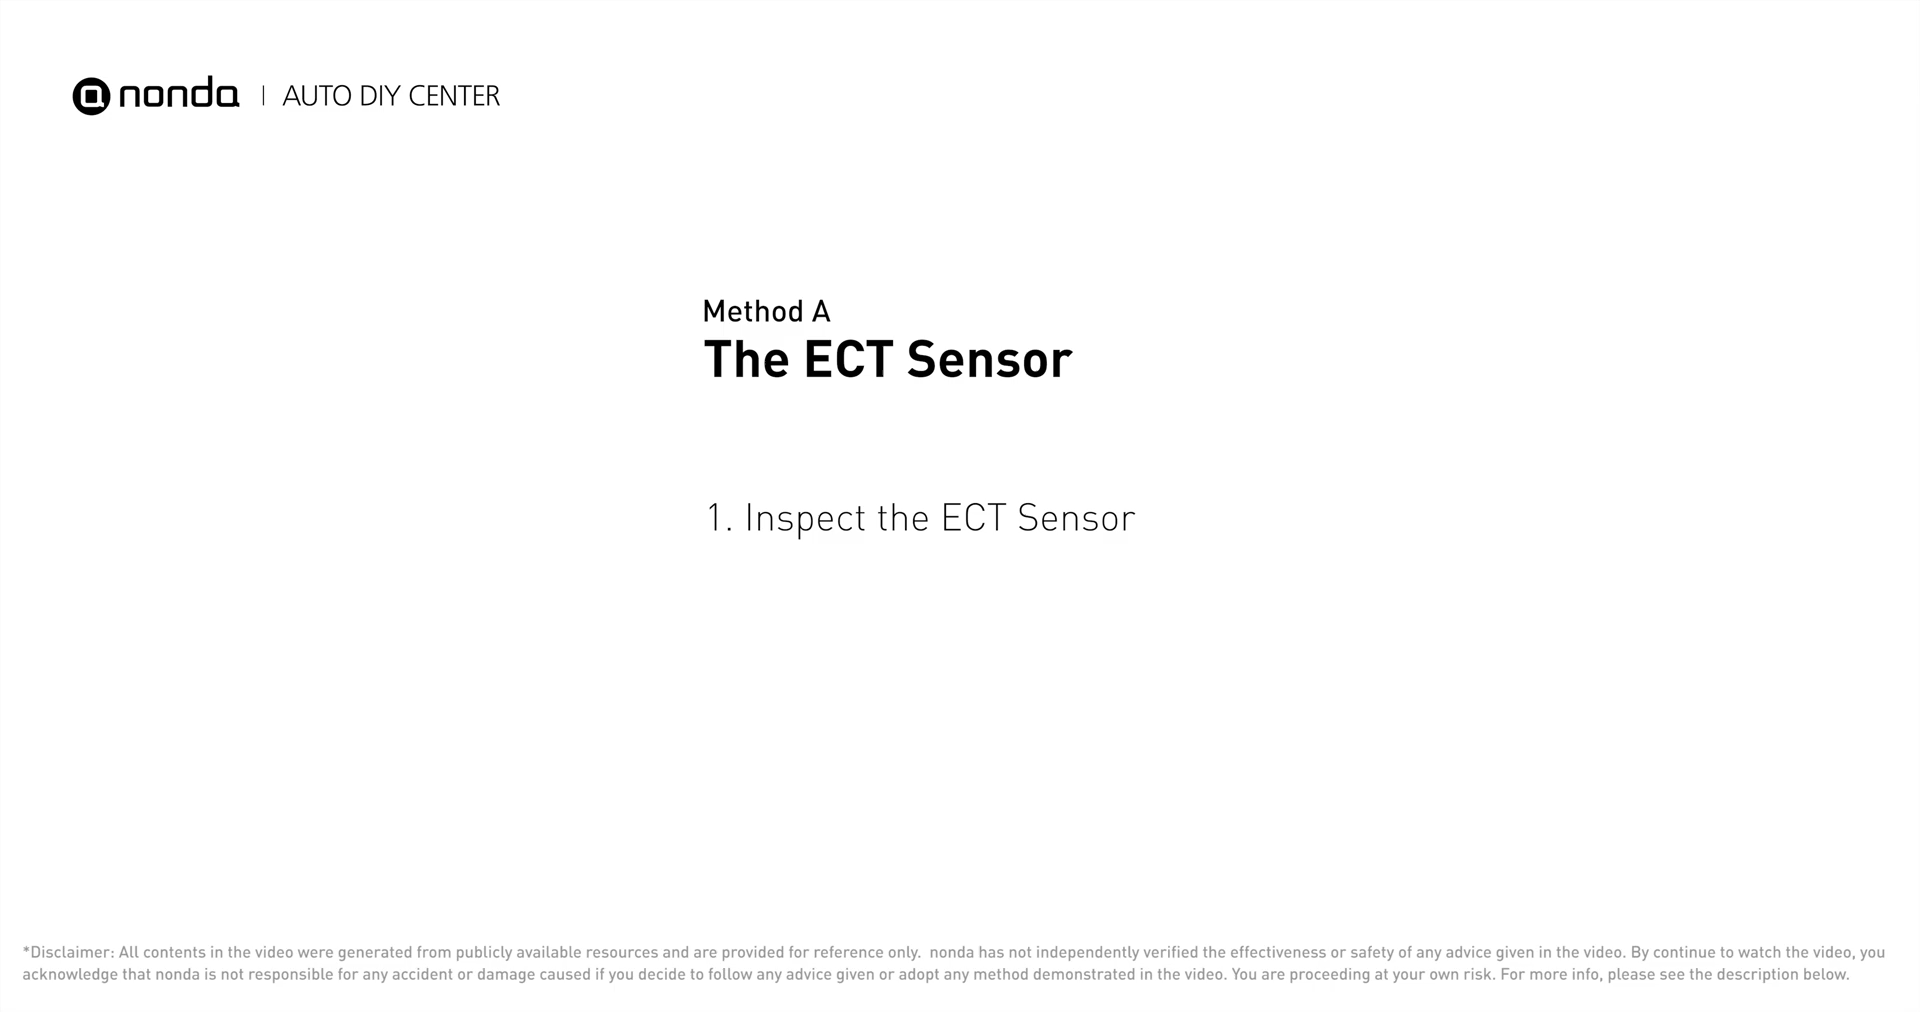 nonda | AUTO DIY CENTER
Method A
The ECT Sensor
1. Inspect the ECT Sensor
*Disclaimer: All contents in the video were generated from publicly available resources and are provided for reference only.  nonda has not independently verified the effectiveness or safety of any advice given in the video. By continue to watch the video, you
acknowledge that nonda is not responsible for any accident or damage caused if you decide to follow any advice given or adopt any method demonstrated in the video. You are proceeding at your own risk. For more info, please see the description below.